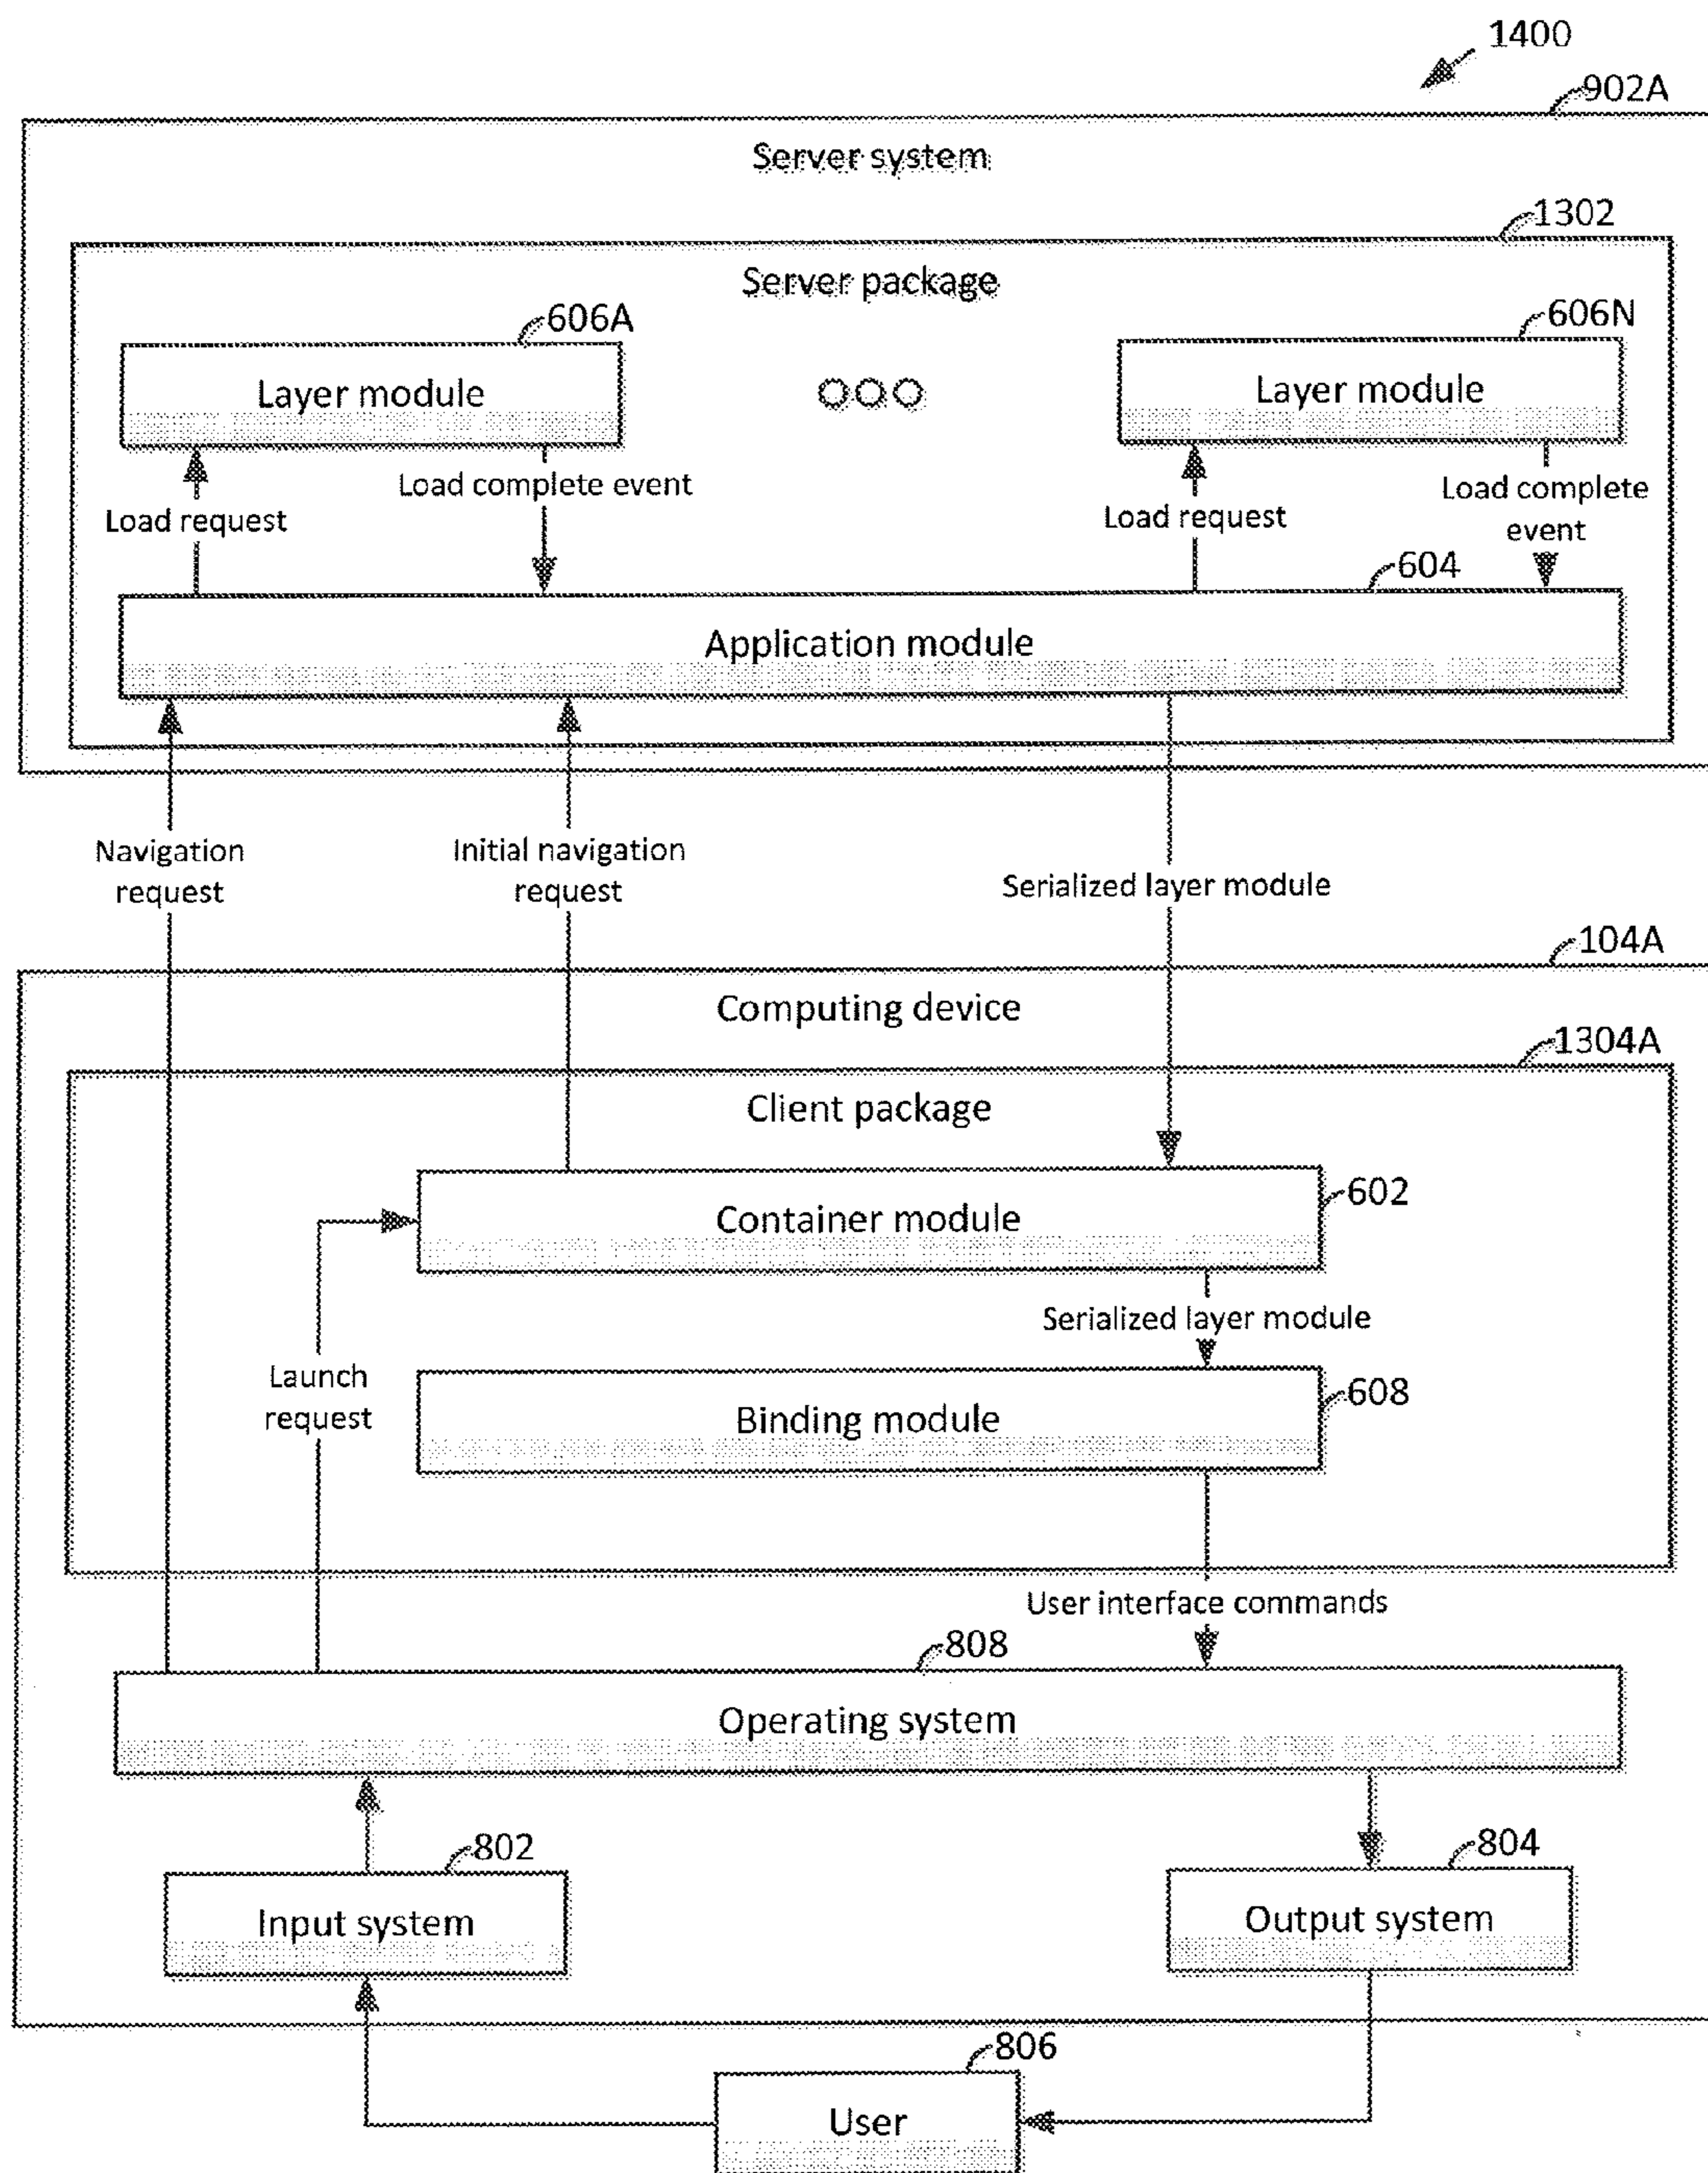 1400
902A
Server system
1302
Server package
606A
606N
Layer module
Layer module
Load complete event
Load request
Load request
Load complete
event
604
Application module
Navigation
request
Initial navigation
request
Serialized layer module
104A
Computing device
1304A
Client package
602
Container module
Serialized layer module
Launch
request
608
Binding module
User interface commands
808
Operating system
802
804
Input system
Output system
806
User